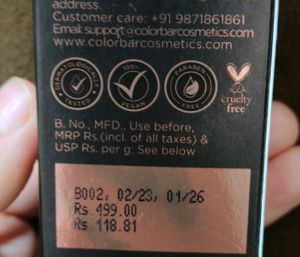 address.
Customer care: +91 9871861861
Email: support@colorbarcosmetics.com
www.colorbarcosmetics.com
DERMATOLOGICALLY TESTED
100% VEGAN
PARABEN FREE
cruelty free
B. No., MFD., Use before,
MRP Rs.(incl. of all taxes) &
USP Rs. per g: See below
B002, 02/23, 01/26
Rs.499.00
Rs.118.81